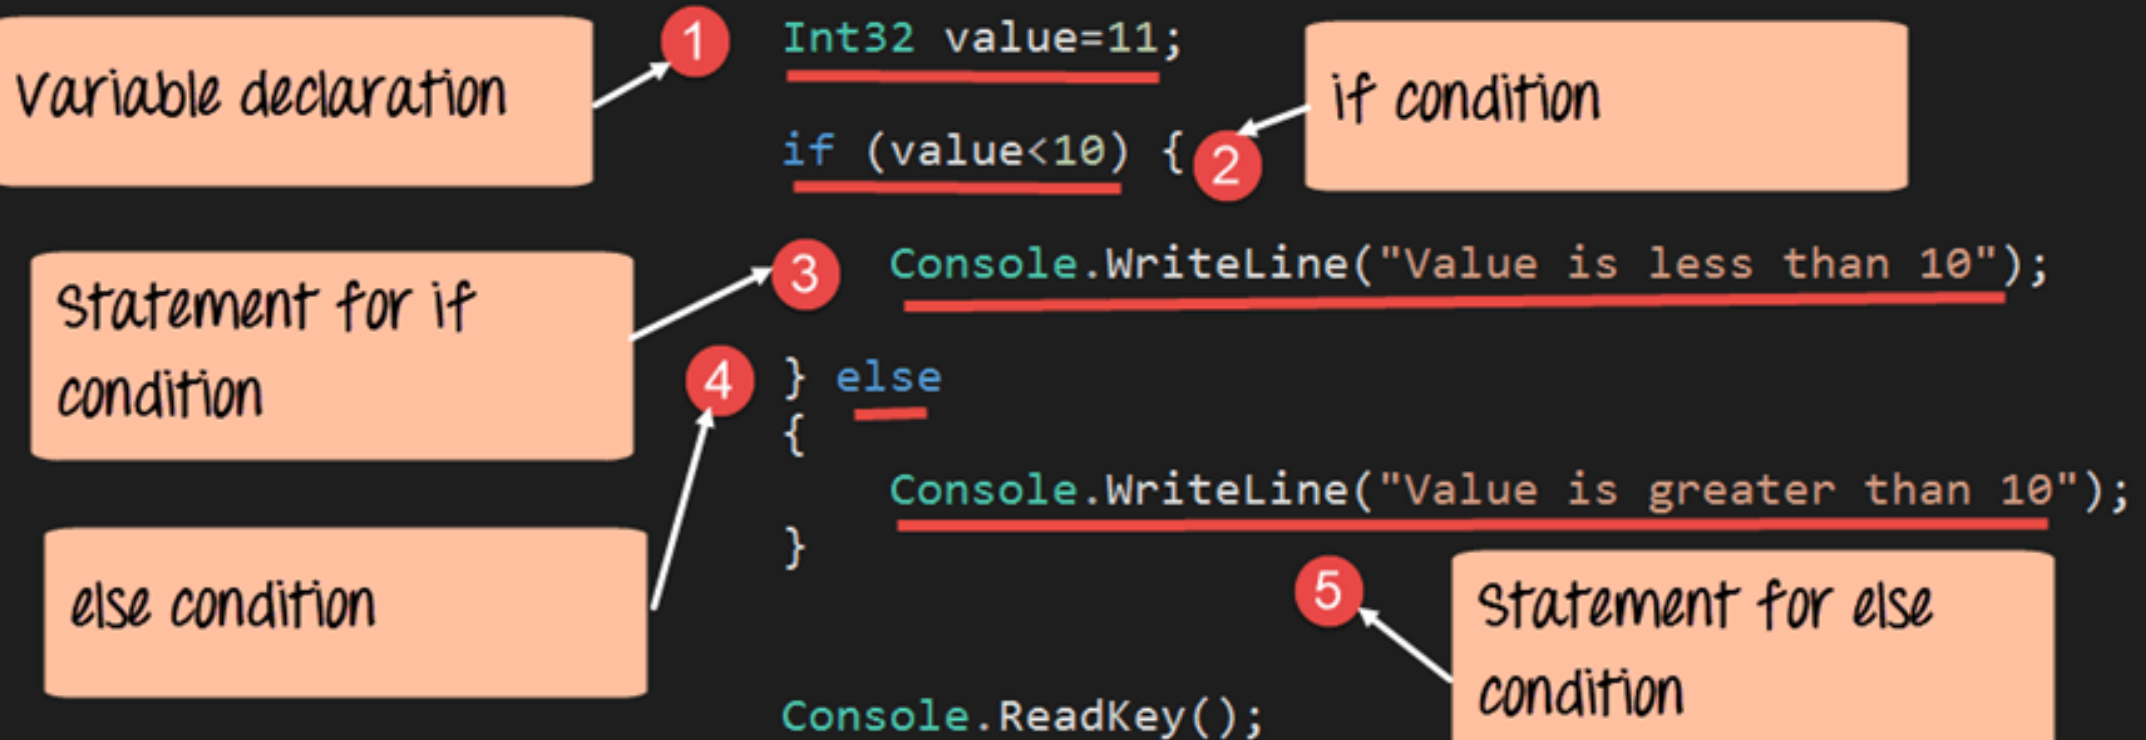 Variable declaration
1
Int32 value=11;
if condition
if (value<10) {
2
Statement for if
condition
3
Console.WriteLine("Value is less than 10");
4
} else
{
else condition
Console.WriteLine("Value is greater than 10");
}
5
Statement for else
condition
Console.ReadKey();